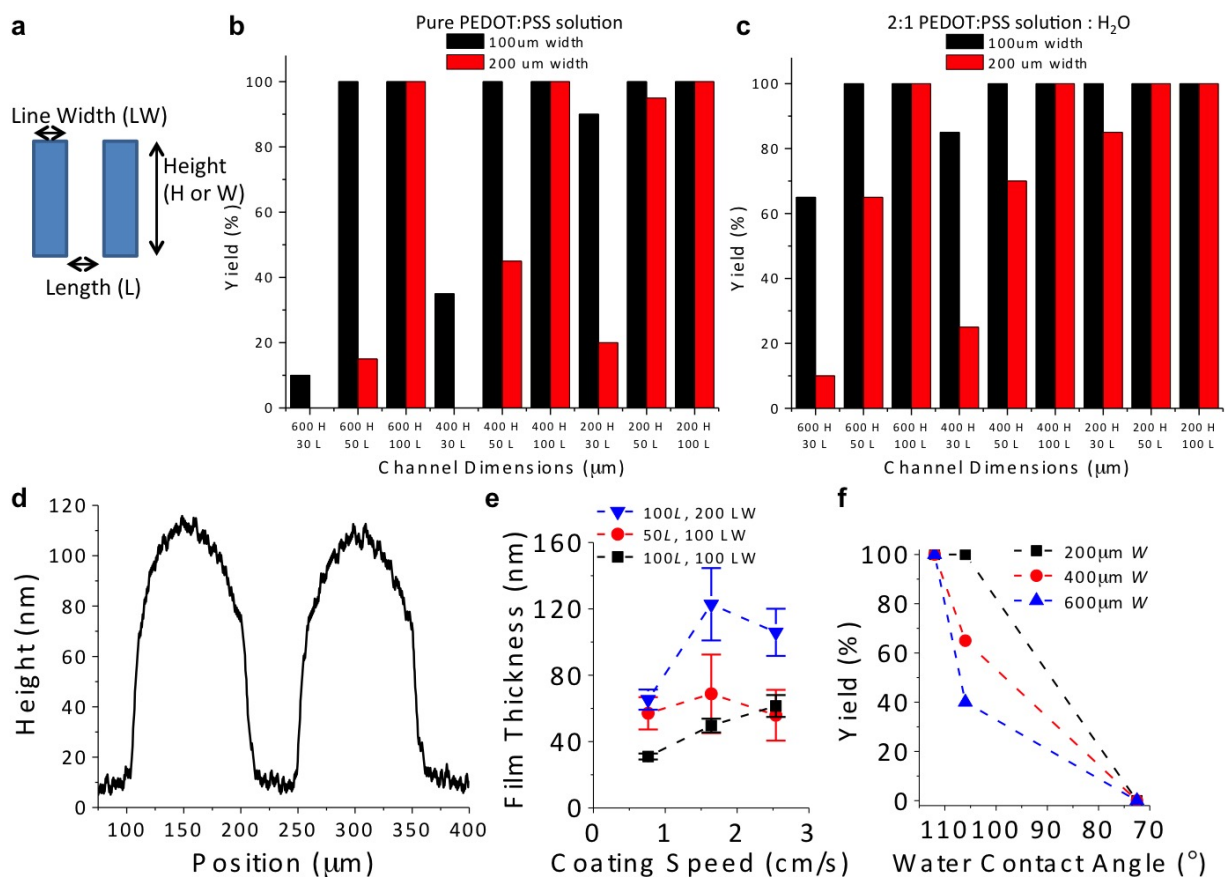 a
Line Width (LW)
Height
(H or W)
Length (L)
b
Pure PEDOT:PSS solution
100um width
200 um width
100
80
60
40
20
0
Yield (%)
600 H 600 H 600 H 400 H 400 H 400 H 200 H 200 H 200 H
30 L 50 L 100 L 30 L 50 L 100 L 30 L 50 L 100 L
Channel Dimensions (μm)
c
2:1 PEDOT:PSS solution : H₂O
100um width
200 um width
100
80
60
40
20
0
Yield (%)
600 H 600 H 600 H 400 H 400 H 400 H 200 H 200 H 200 H
30 L 50 L 100 L 30 L 50 L 100 L 30 L 50 L 100 L
Channel Dimensions (μm)
d
120
100
80
60
40
20
0
Height (nm)
100 150 200 250 300 350 400
Position (μm)
e
100L, 200 LW
50L, 100 LW
100L, 100 LW
160
120
80
40
0
Film Thickness (nm)
0 1 2 3
Coating Speed (cm/s)
f
200μm W
400μm W
600μm W
100
80
60
40
20
0
Yield (%)
110 100 90 80 70
Water Contact Angle (°)